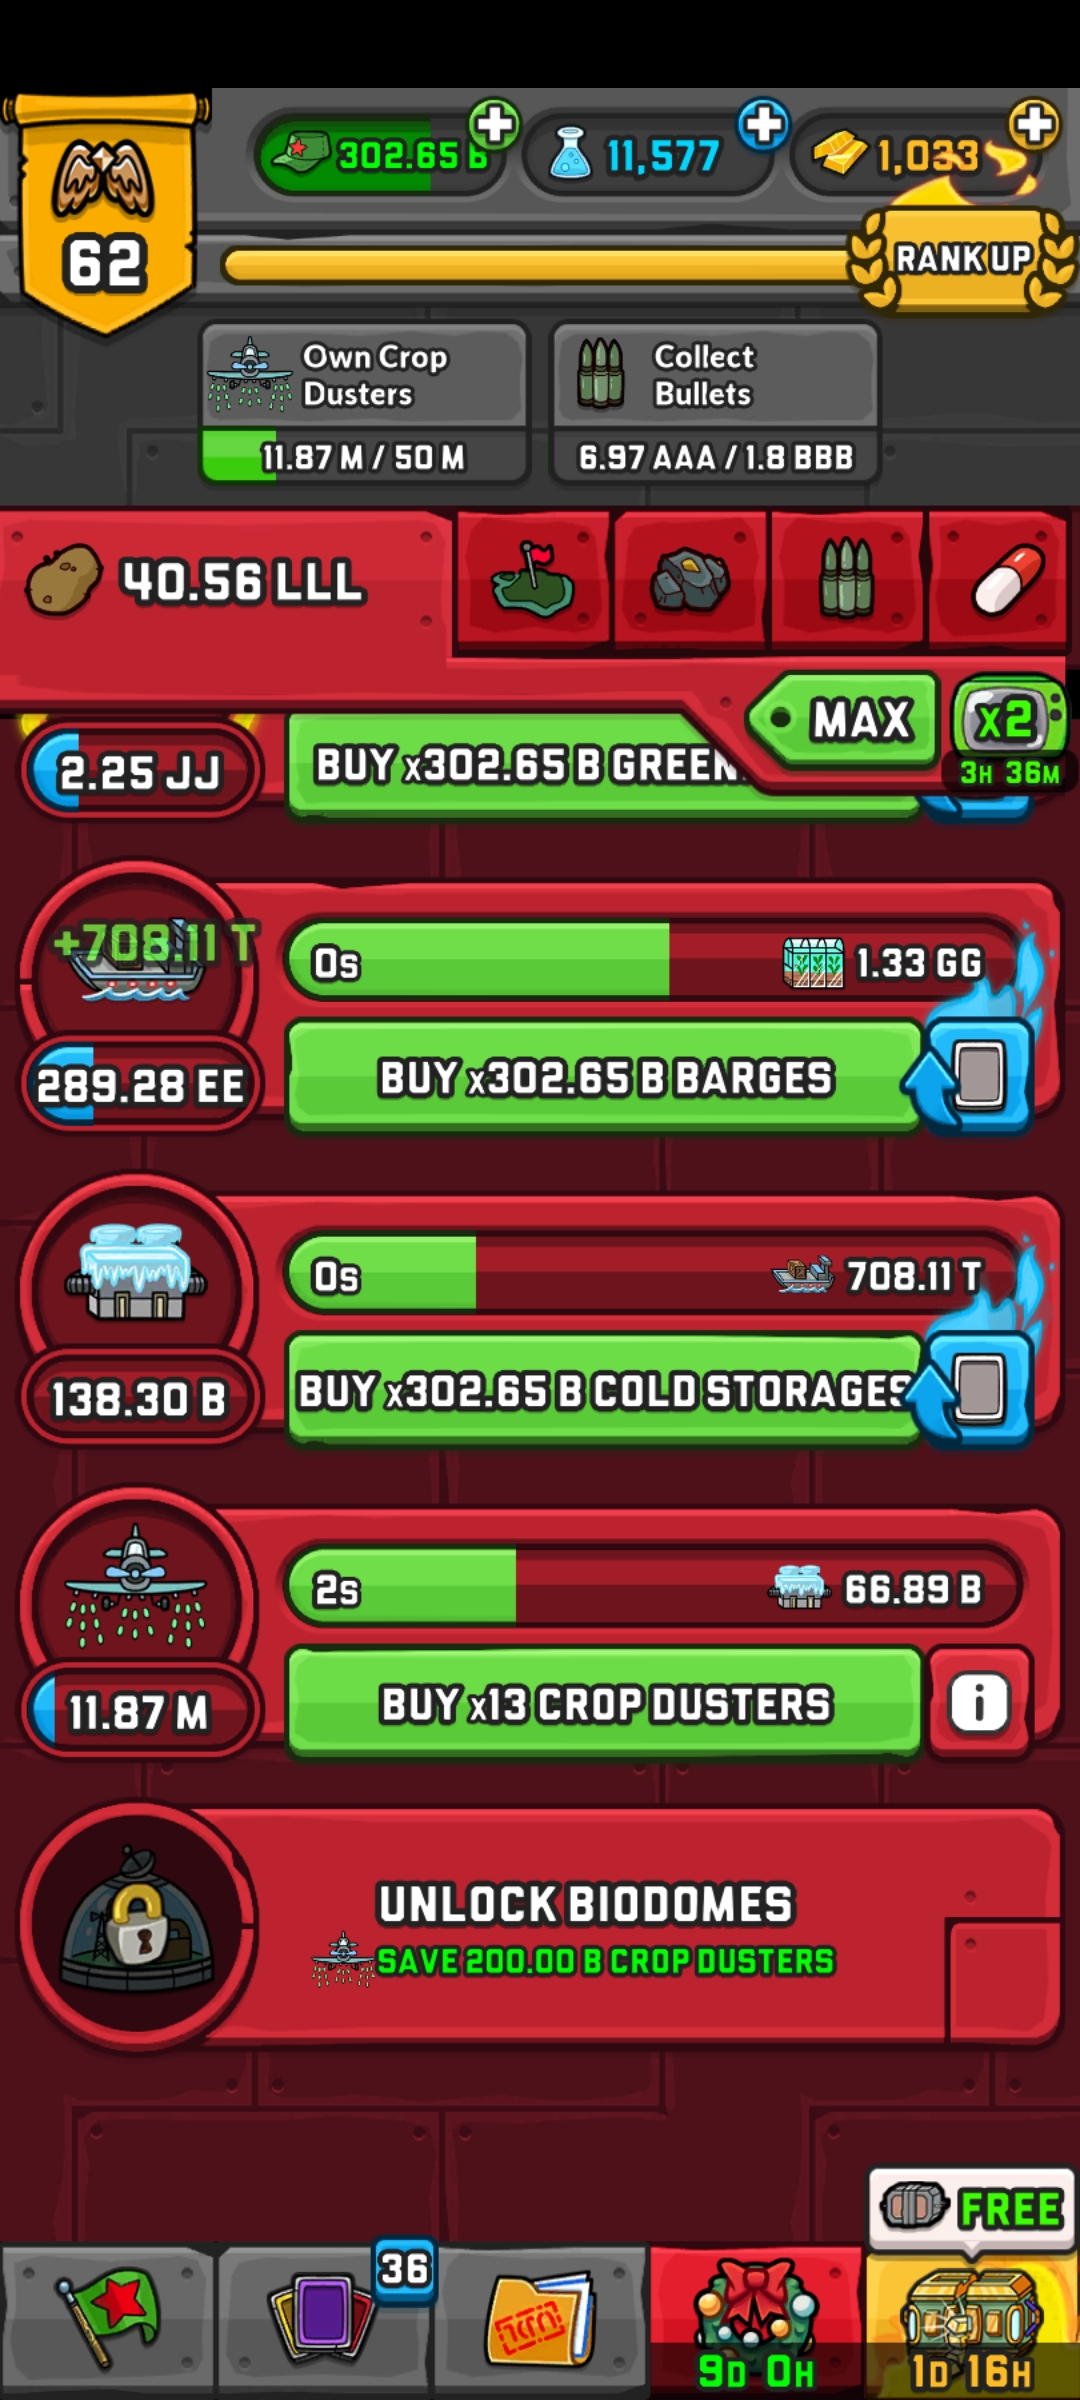 302.65 B
11,577
1,033
62
RANK UP
Own Crop
Dusters
11.87 M / 50 M
Collect
Bullets
6.97 AAA / 1.8 BBB
40.56 LLL
MAX
x2
3H 36M
2.25 JJ
BUY x302.65 B GREEN
+708.11 T
0s
1.33 GG
289.28 EE
BUY x302.65 B BARGES
0s
708.11 T
138.30 B
BUY x302.65 B COLD STORAGES
2s
66.89 B
11.87 M
BUY x13 CROP DUSTERS
i
UNLOCK BIODOMES
SAVE 200.00 B CROP DUSTERS
FREE
36
9D 0H
1D 16H